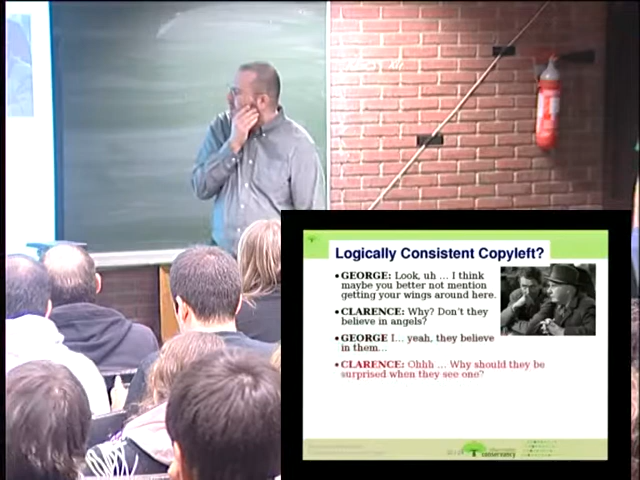 Logically Consistent Copyleft?
• GEORGE: Look, uh ... I think
maybe you better not mention
getting your wings around here.
• CLARENCE: Why? Don't they
believe in angels?
• GEORGE I... yeah, they believe
in them...
• CLARENCE: Ohhh ... Why should they be
surprised when they see one?
conservancy